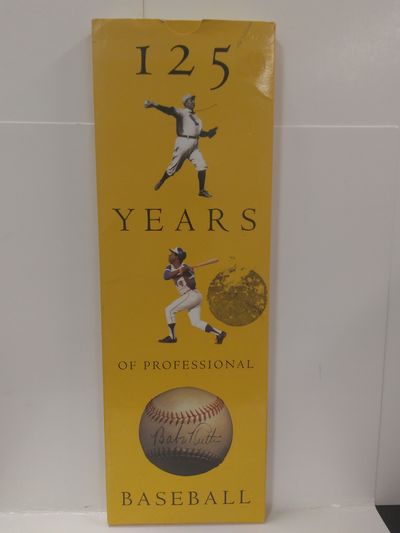 125
YEARS
OF PROFESSIONAL
Babe Ruth
BASEBALL